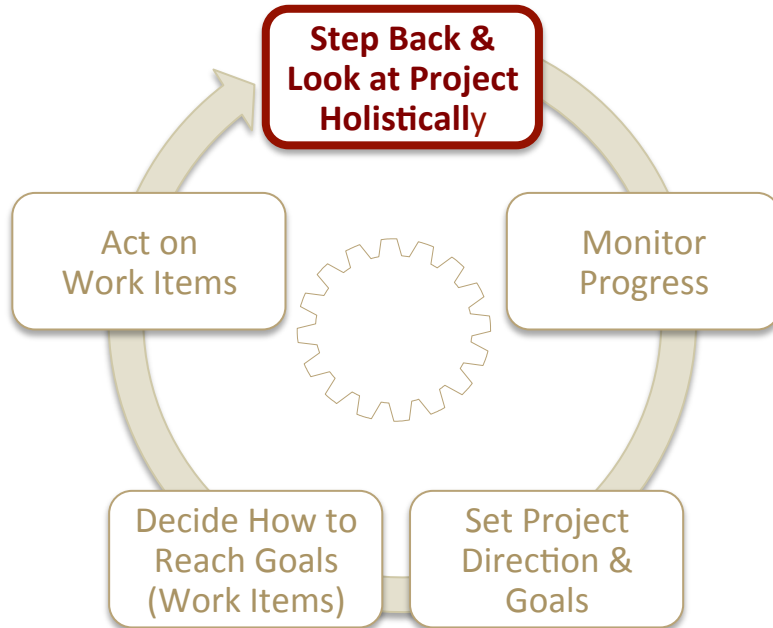 Step Back &
Look at Project
Holistically
Monitor
Progress
Set Project
Direction &
Goals
Decide How to
Reach Goals
(Work Items)
Act on
Work Items